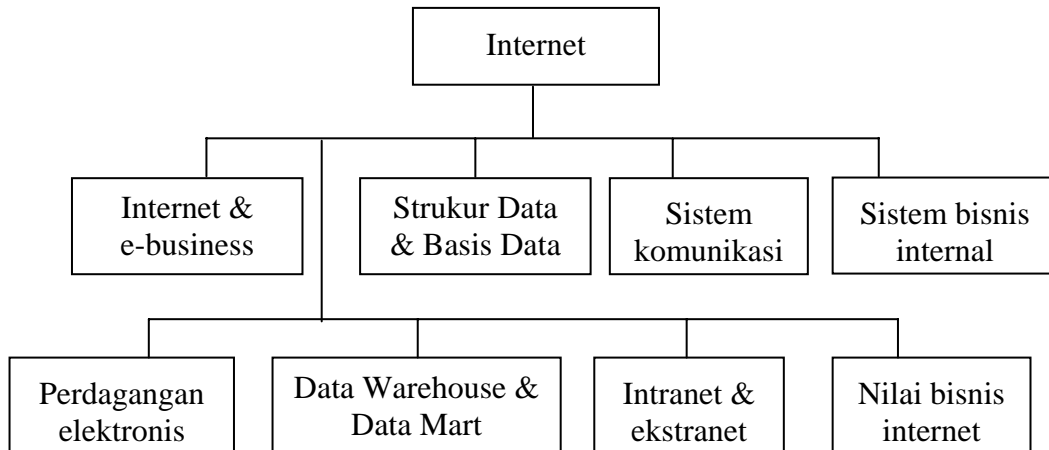 Internet
Internet &
e-business
Strukur Data
& Basis Data
Sistem
komunikasi
Sistem bisnis
internal
Perdagangan
elektronis
Data Warehouse &
Data Mart
Intranet &
ekstranet
Nilai bisnis
internet